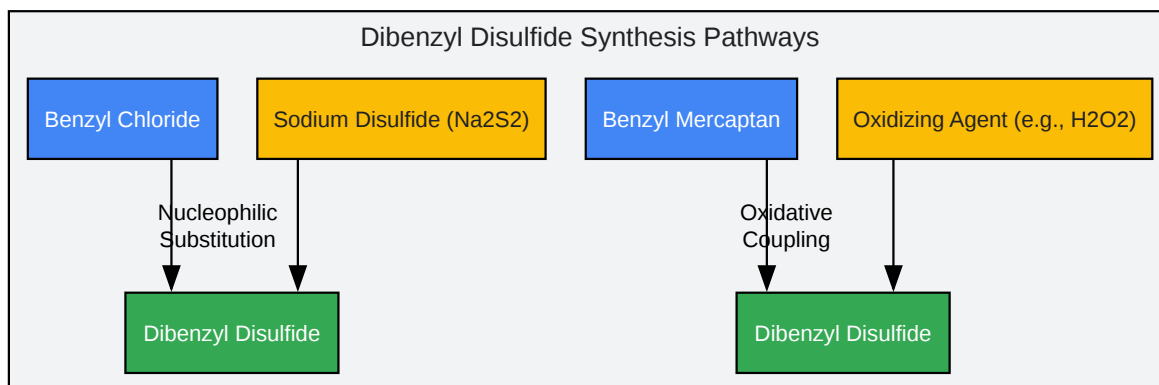 Dibenzyl Disulfide Synthesis Pathways
Benzyl Chloride
Sodium Disulfide (Na2S2)
Benzyl Mercaptan
Oxidizing Agent (e.g., H2O2)
Nucleophilic
Substitution
Oxidative
Coupling
Dibenzyl Disulfide
Dibenzyl Disulfide